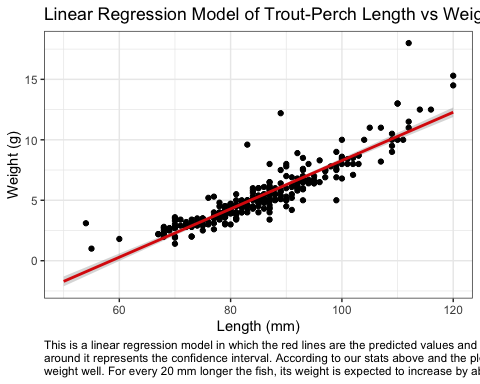 Linear Regression Model of Trout-Perch Length vs
15
10
5
0
Weight (g)
60
80
100
120
Length (mm)
This is a linear regression model in which the red lines are the predicted values and
around it represents the confidence interval. According to our stats above and the
weight well. For every 20 mm longer the fish, its weight is expected to increase by